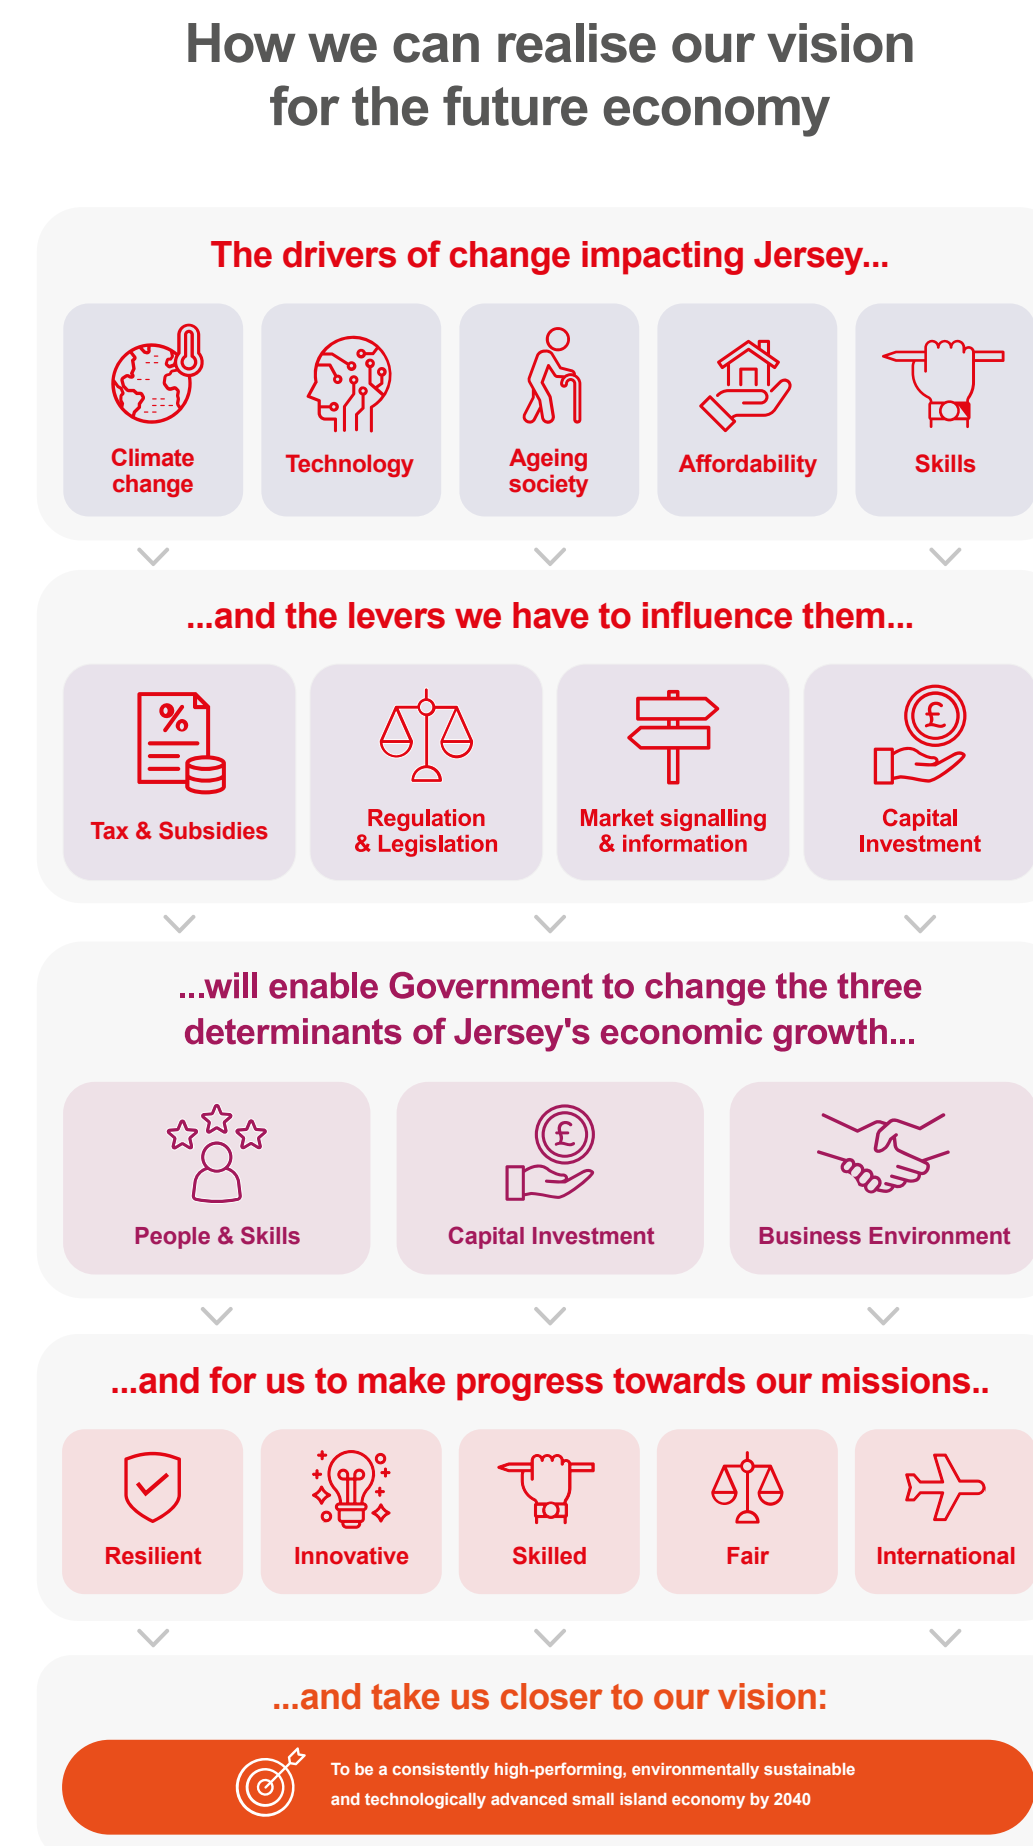 How we can realise our vision
for the future economy
The drivers of change impacting Jersey...
Climate
change
Technology
Ageing
society
Affordability
Skills
...and the levers we have to influence them...
%
£
Tax & Subsidies
Regulation
& Legislation
Market signalling
& information
Capital
Investment
...will enable Government to change the three
determinants of Jersey's economic growth...
£
People & Skills
Capital Investment
Business Environment
...and for us to make progress towards our missions..
Resilient
Innovative
Skilled
Fair
International
...and take us closer to our vision:
To be a consistently high-performing, environmentally sustainable
and technologically advanced small island economy by 2040